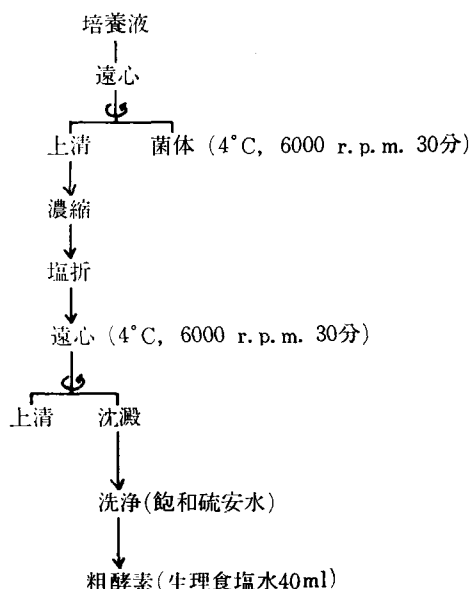 培養液
遠心
上清 菌体 (4°C, 6000 r.p.m. 30分)
濃縮
塩折
遠心 (4°C, 6000 r.p.m. 30分)
上清 沈澱
洗浄(飽和硫安水)
粗酵素(生理食塩水40ml)